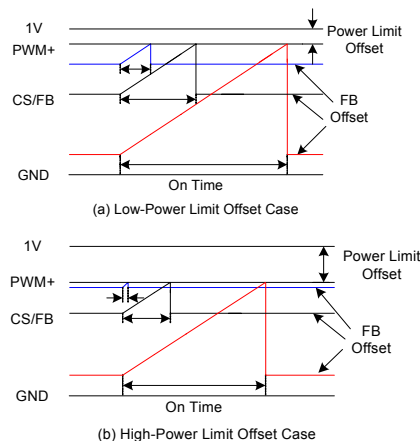 1V
Power Limit
Offset
PWM+
FB
Offset
CS/FB
GND
On Time
(a) Low-Power Limit Offset Case
1V
Power Limit
Offset
PWM+
CS/FB
FB
Offset
GND
On Time
(b) High-Power Limit Offset Case